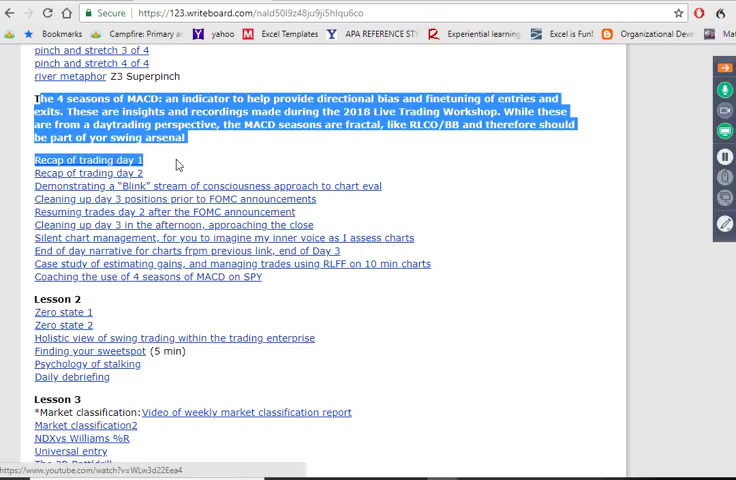 Secure
https://123.writeboard.com/nald50l9z48ju9ji5hlqu6co
Bookmarks
Campfire: Primary a
yahoo
Excel Templates
APA REFERENCE ST
Experiential learning
Excel is Fun!
Organizational Deve
Mast
pinch and stretch 3 of 4
pinch and stretch 4 of 4
river metaphor Z3 Superpinch
The 4 seasons of MACD: an indicator to help provide directional bias and finetuning of entries and
exits. These are insights and recordings made during the 2018 Live Trading Workshop. While these
are from a daytrading perspective, the MACD seasons are fractal, like RLCO/BB and therefore should
be part of yor swing arsenal
Recap of trading day 1
Recap of trading day 2
Demonstrating a “Blink” stream of consciousness approach to chart eval
Cleaning up day 3 positions prior to FOMC announcements
Resuming trades day 2 after the FOMC announcement
Cleaning up day 3 in the afternoon, approaching the close
Silent chart management, for you to imagine my inner voice as I assess charts
End of day narrative for charts frpm previous link, end of Day 3
Case study of estimating gains, and managing trades using RLFF on 10 min charts
Coaching the use of 4 seasons of MACD on SPY
Lesson 2
Zero state 1
Zero state 2
Holistic view of swing trading within the trading enterprise
Finding your sweetspot (5 min)
Psychology of stalking
Daily debriefing
Lesson 3
*Market classification: Video of weekly market classification report
Market classification2
NDXvs Williams %R
Universal entry
https://www.youtube.com/watch?v=WLw3d22Eea4